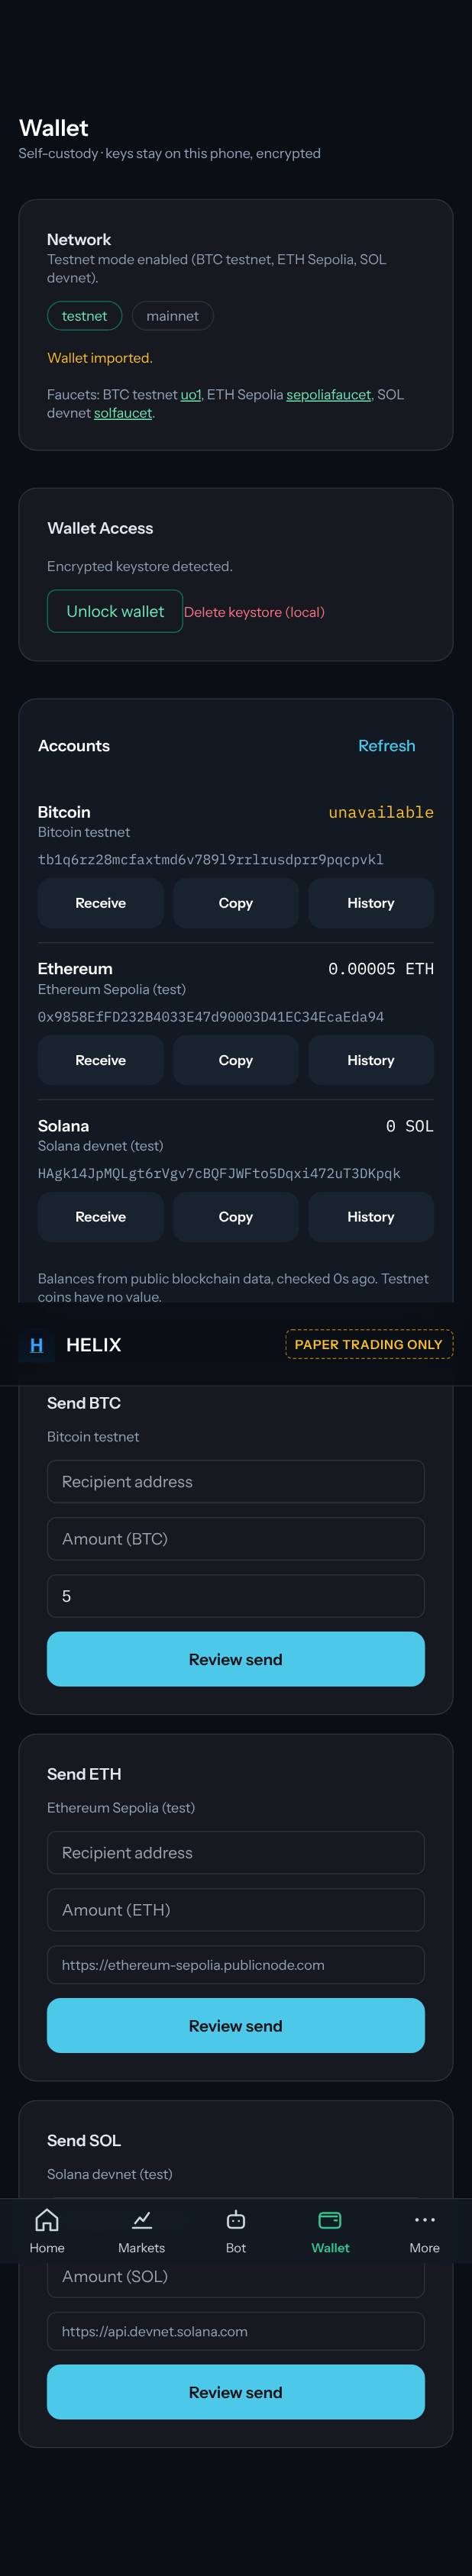 Wallet
Self-custody · keys stay on this phone, encrypted
Network
Testnet mode enabled (BTC testnet, ETH Sepolia, SOL
devnet).
testnet
mainnet
Wallet imported.
Faucets: BTC testnet uo1, ETH Sepolia sepoliafaucet, SOL
devnet solfaucet.
Wallet Access
Encrypted keystore detected.
Unlock wallet
Delete keystore (local)
Accounts
Refresh
Bitcoin
unavailable
Bitcoin testnet
tb1q6rz28mcfaxtmd6v789l9rrlrusdprr9pqcpvkl
Receive
Copy
History
Ethereum
0.00005 ETH
Ethereum Sepolia (test)
0x9858EfFD232B4033E47d90003D41EC34EcaEda94
Receive
Copy
History
Solana
0 SOL
Solana devnet (test)
HAgk14JpMQLgt6rVgv7cBQFJWFto5Dqxi472uT3DKpqk
Receive
Copy
History
Balances from public blockchain data, checked 0s ago. Testnet
coins have no value.
H
HELIX
PAPER TRADING ONLY
Send BTC
Bitcoin testnet
Recipient address
Amount (BTC)
5
Review send
Send ETH
Ethereum Sepolia (test)
Recipient address
Amount (ETH)
https://ethereum-sepolia.publicnode.com
Review send
Send SOL
Solana devnet (test)
Home
Markets
Bot
Wallet
More
Amount (SOL)
https://api.devnet.solana.com
Review send